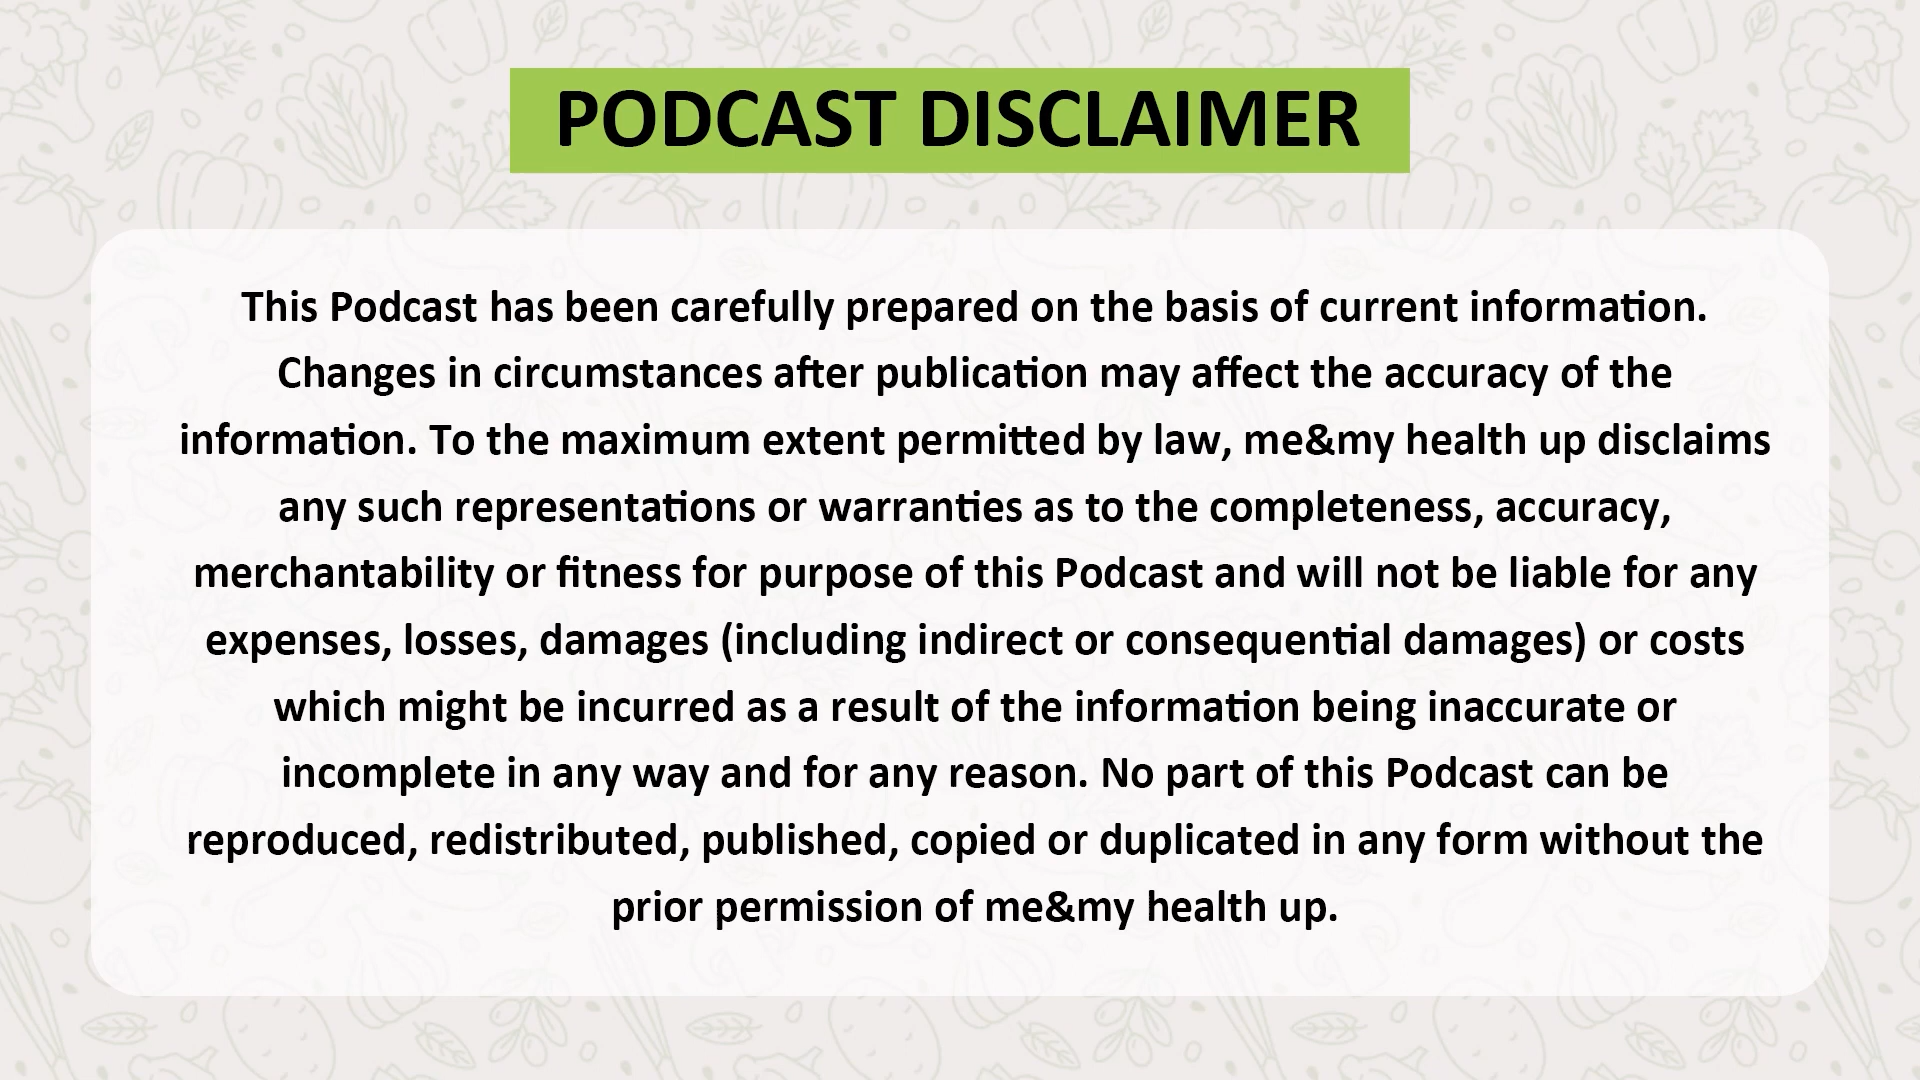 PODCAST DISCLAIMER
This Podcast has been carefully prepared on the basis of current information.
Changes in circumstances after publication may affect the accuracy of the
information. To the maximum extent permitted by law, me&my health up disclaims
any such representations or warranties as to the completeness, accuracy,
merchantability or fitness for purpose of this Podcast and will not be liable for any
expenses, losses, damages (including indirect or consequential damages) or costs
which might be incurred as a result of the information being inaccurate or
incomplete in any way and for any reason. No part of this Podcast can be
reproduced, redistributed, published, copied or duplicated in any form without the
prior permission of me&my health up.